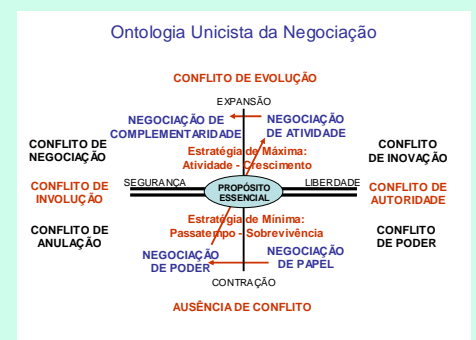 Ontologia Unicista da Negociação
CONFLITO DE EVOLUÇÃO
EXPANSÃO
NEGOCIAÇÃO DE
COMPLEMENTARIDADE
NEGOCIAÇÃO
DE ATIVIDADE
CONFLITO DE
NEGOCIAÇÃO
CONFLITO
DE INOVAÇÃO
Estratégia de Máxima:
Atividade - Crescimento
CONFLITO DE
INVOLUÇÃO
SEGURANÇA
PROPÓSITO
ESSENCIAL
LIBERDADE
CONFLITO DE
AUTORIDADE
Estratégia de Mínima:
Passatempo - Sobrevivência
CONFLITO DE
ANULAÇÃO
CONFLITO
DE PODER
NEGOCIAÇÃO
DE PODER
NEGOCIAÇÃO
DE PAPEL
CONTRAÇÃO
AUSÊNCIA DE CONFLITO